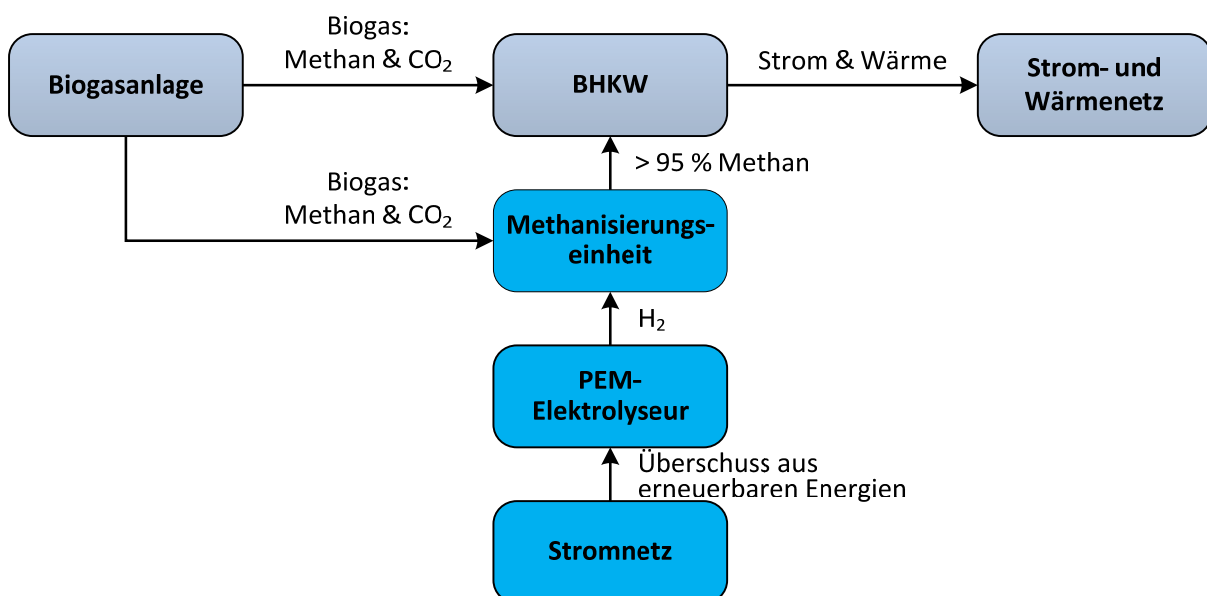 Biogas:
Methan & CO₂
Biogasanlage
BHKW
Strom & Wärme
Strom- und
Wärmenetz
> 95 % Methan
Biogas:
Methan & CO₂
Methanisierungs-
einheit
H₂
PEM-
Elektrolyseur
Überschuss aus
erneuerbaren Energien
Stromnetz